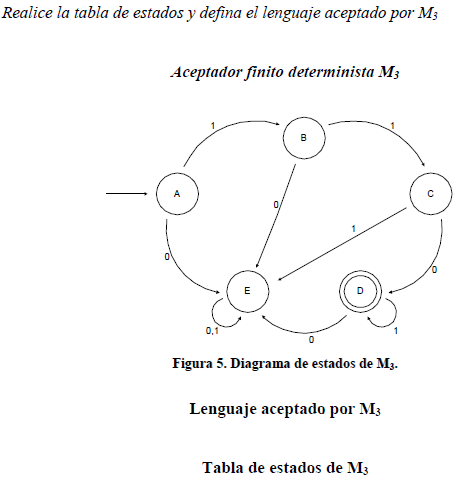 Realice la tabla de estados y defina el lenguaje aceptado por M3
Aceptador finito determinista M3
1
B
1
A
C
0
1
0
0
E
D
0
0,1
0
1
Figura 5. Diagrama de estados de M3.
Lenguaje aceptado por M3
Tabla de estados de M3